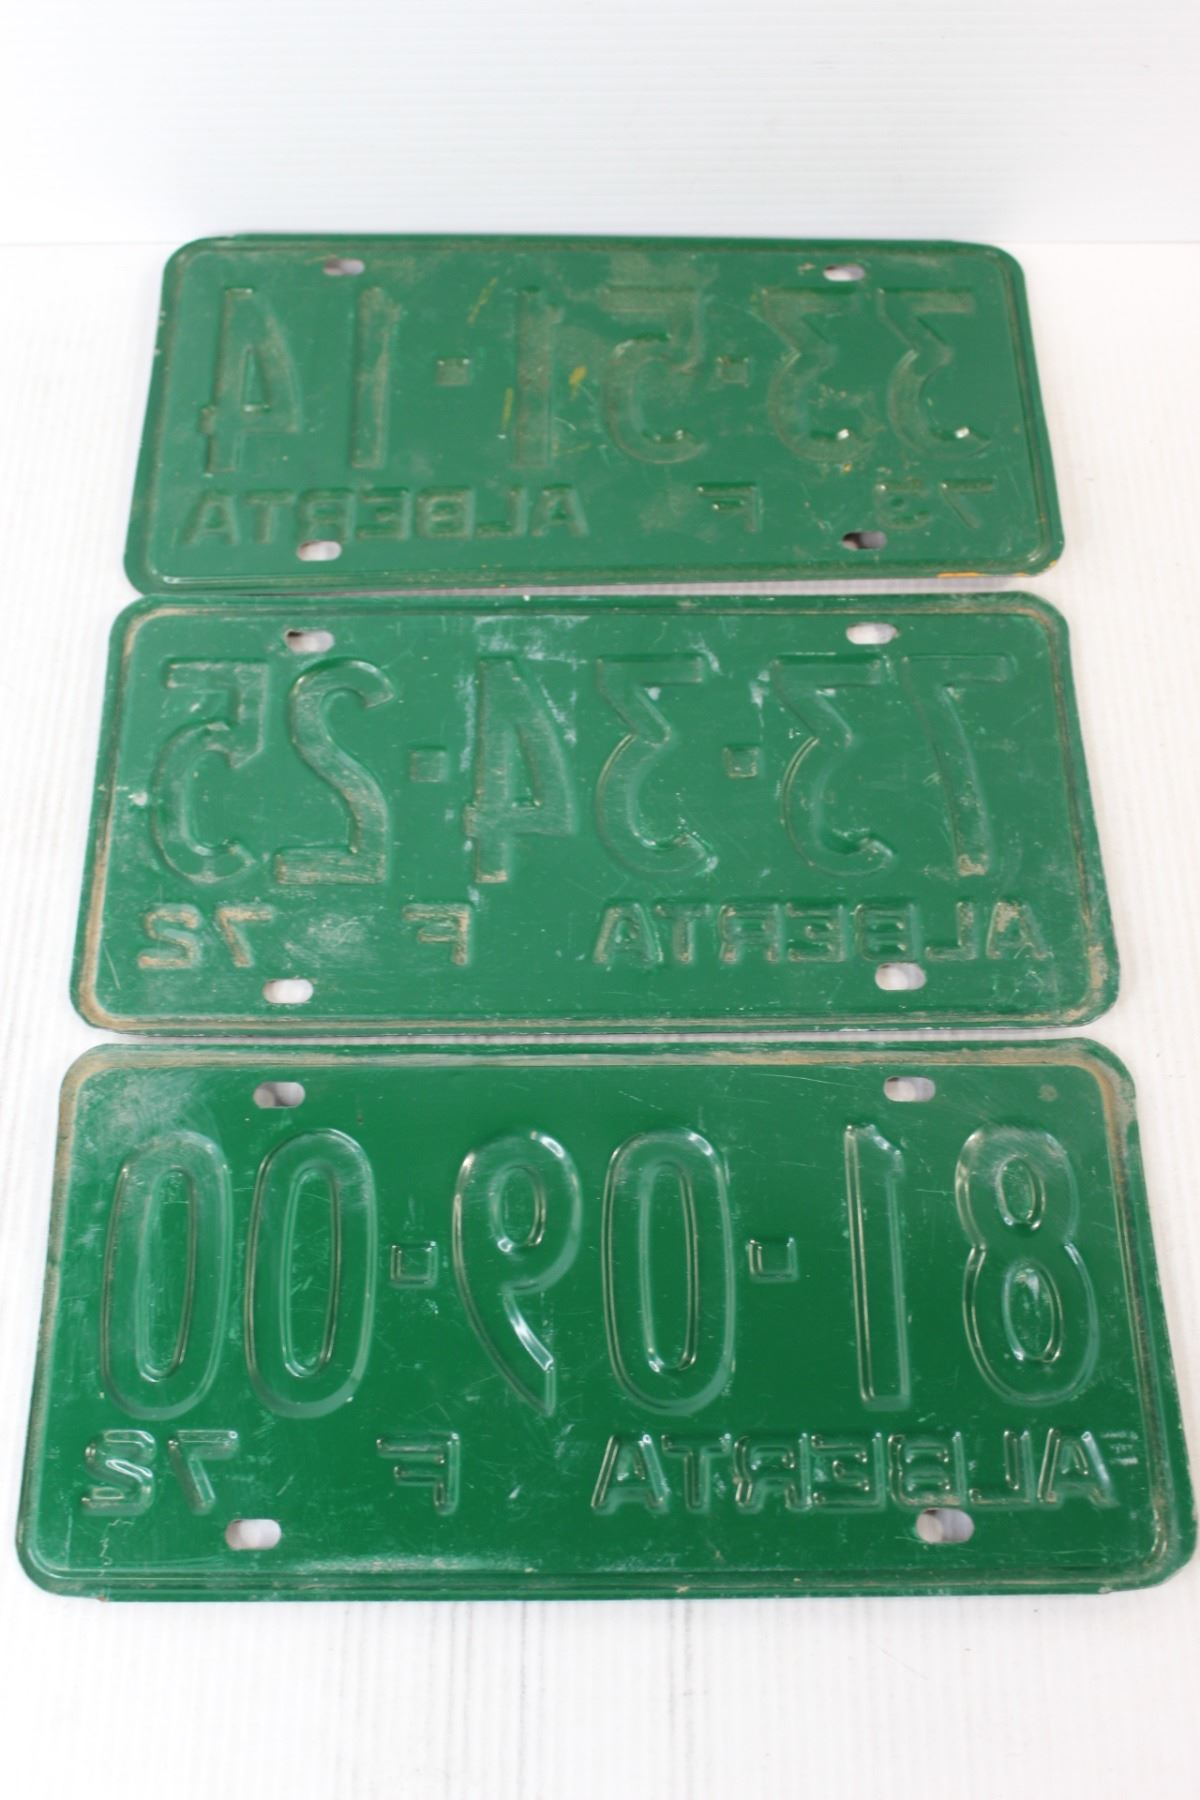 33-51-14
73 F ALBERTA
73-34-25
ALBERTA F 72
81-09-00
ALBERTA F 72